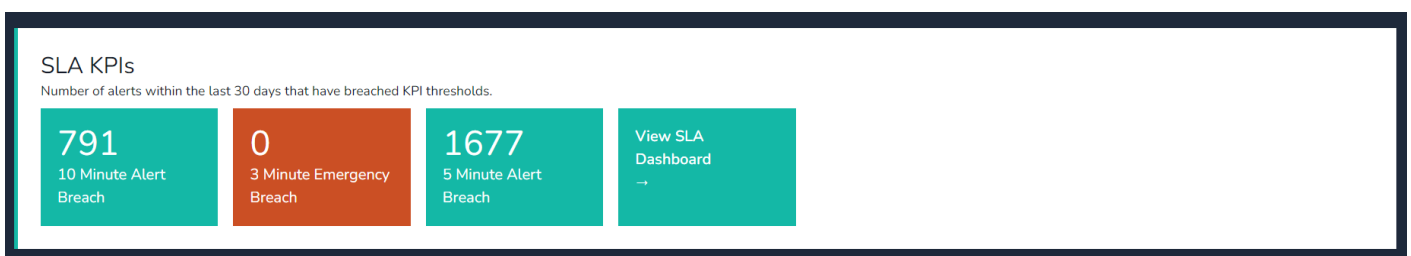 SLA KPIs
Number of alerts within the last 30 days that have breached KPI thresholds.
791
10 Minute Alert
Breach
0
3 Minute Emergency
Breach
1677
5 Minute Alert
Breach
View SLA
Dashboard
→